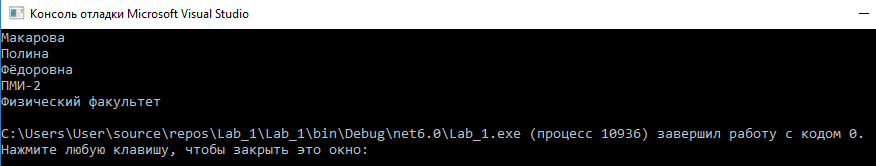 Консоль отладки Microsoft Visual Studio
Макарова
Полина
Фёдоровна
ПМИ-2
Физический факультет
C:\Users\User\source\repos\Lab_1\Lab_1\bin\Debug\net6.0\Lab_1.exe (процесс 10936) завершил работу с кодом 0.
Нажмите любую клавишу, чтобы закрыть это окно: